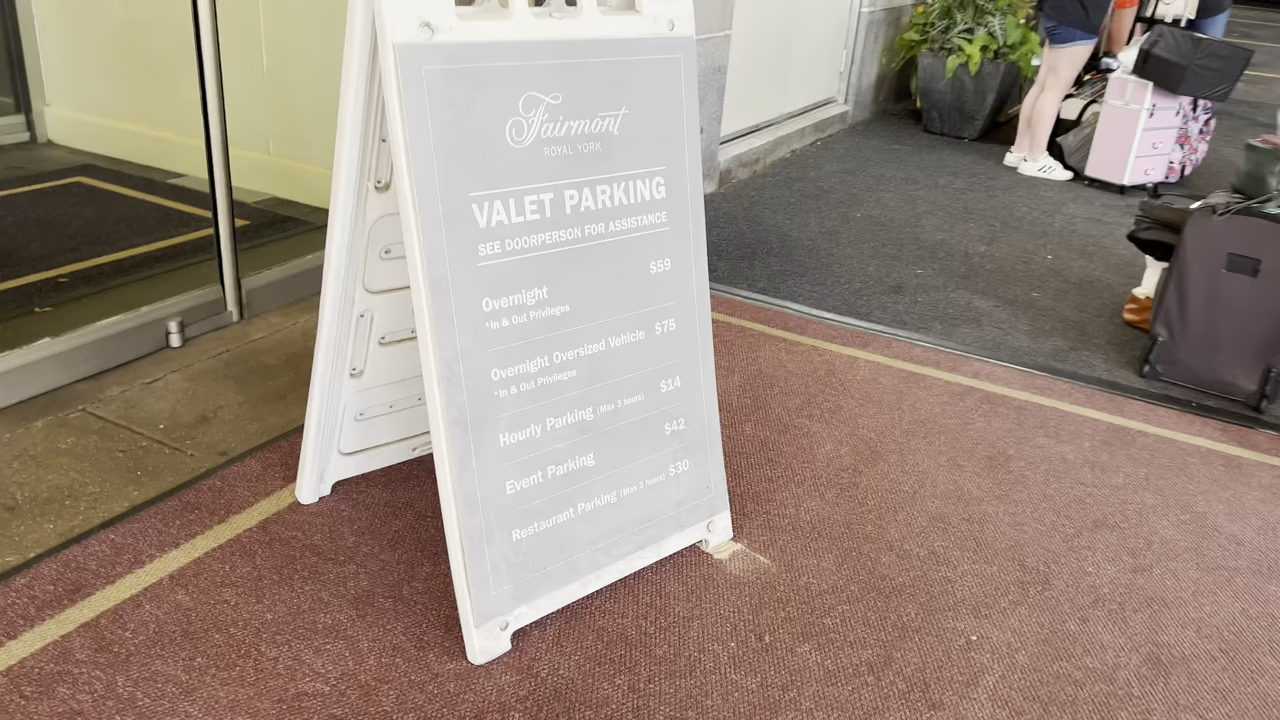 Fairmont
ROYAL YORK
VALET PARKING
SEE DOORPERSON FOR ASSISTANCE
$59
Overnight
*In & Out Privileges
Overnight Oversized Vehicle $75
*In & Out Privileges
Hourly Parking (Max 3 hours) $14
Event Parking $42
Restaurant Parking (Max 3 hours) $30